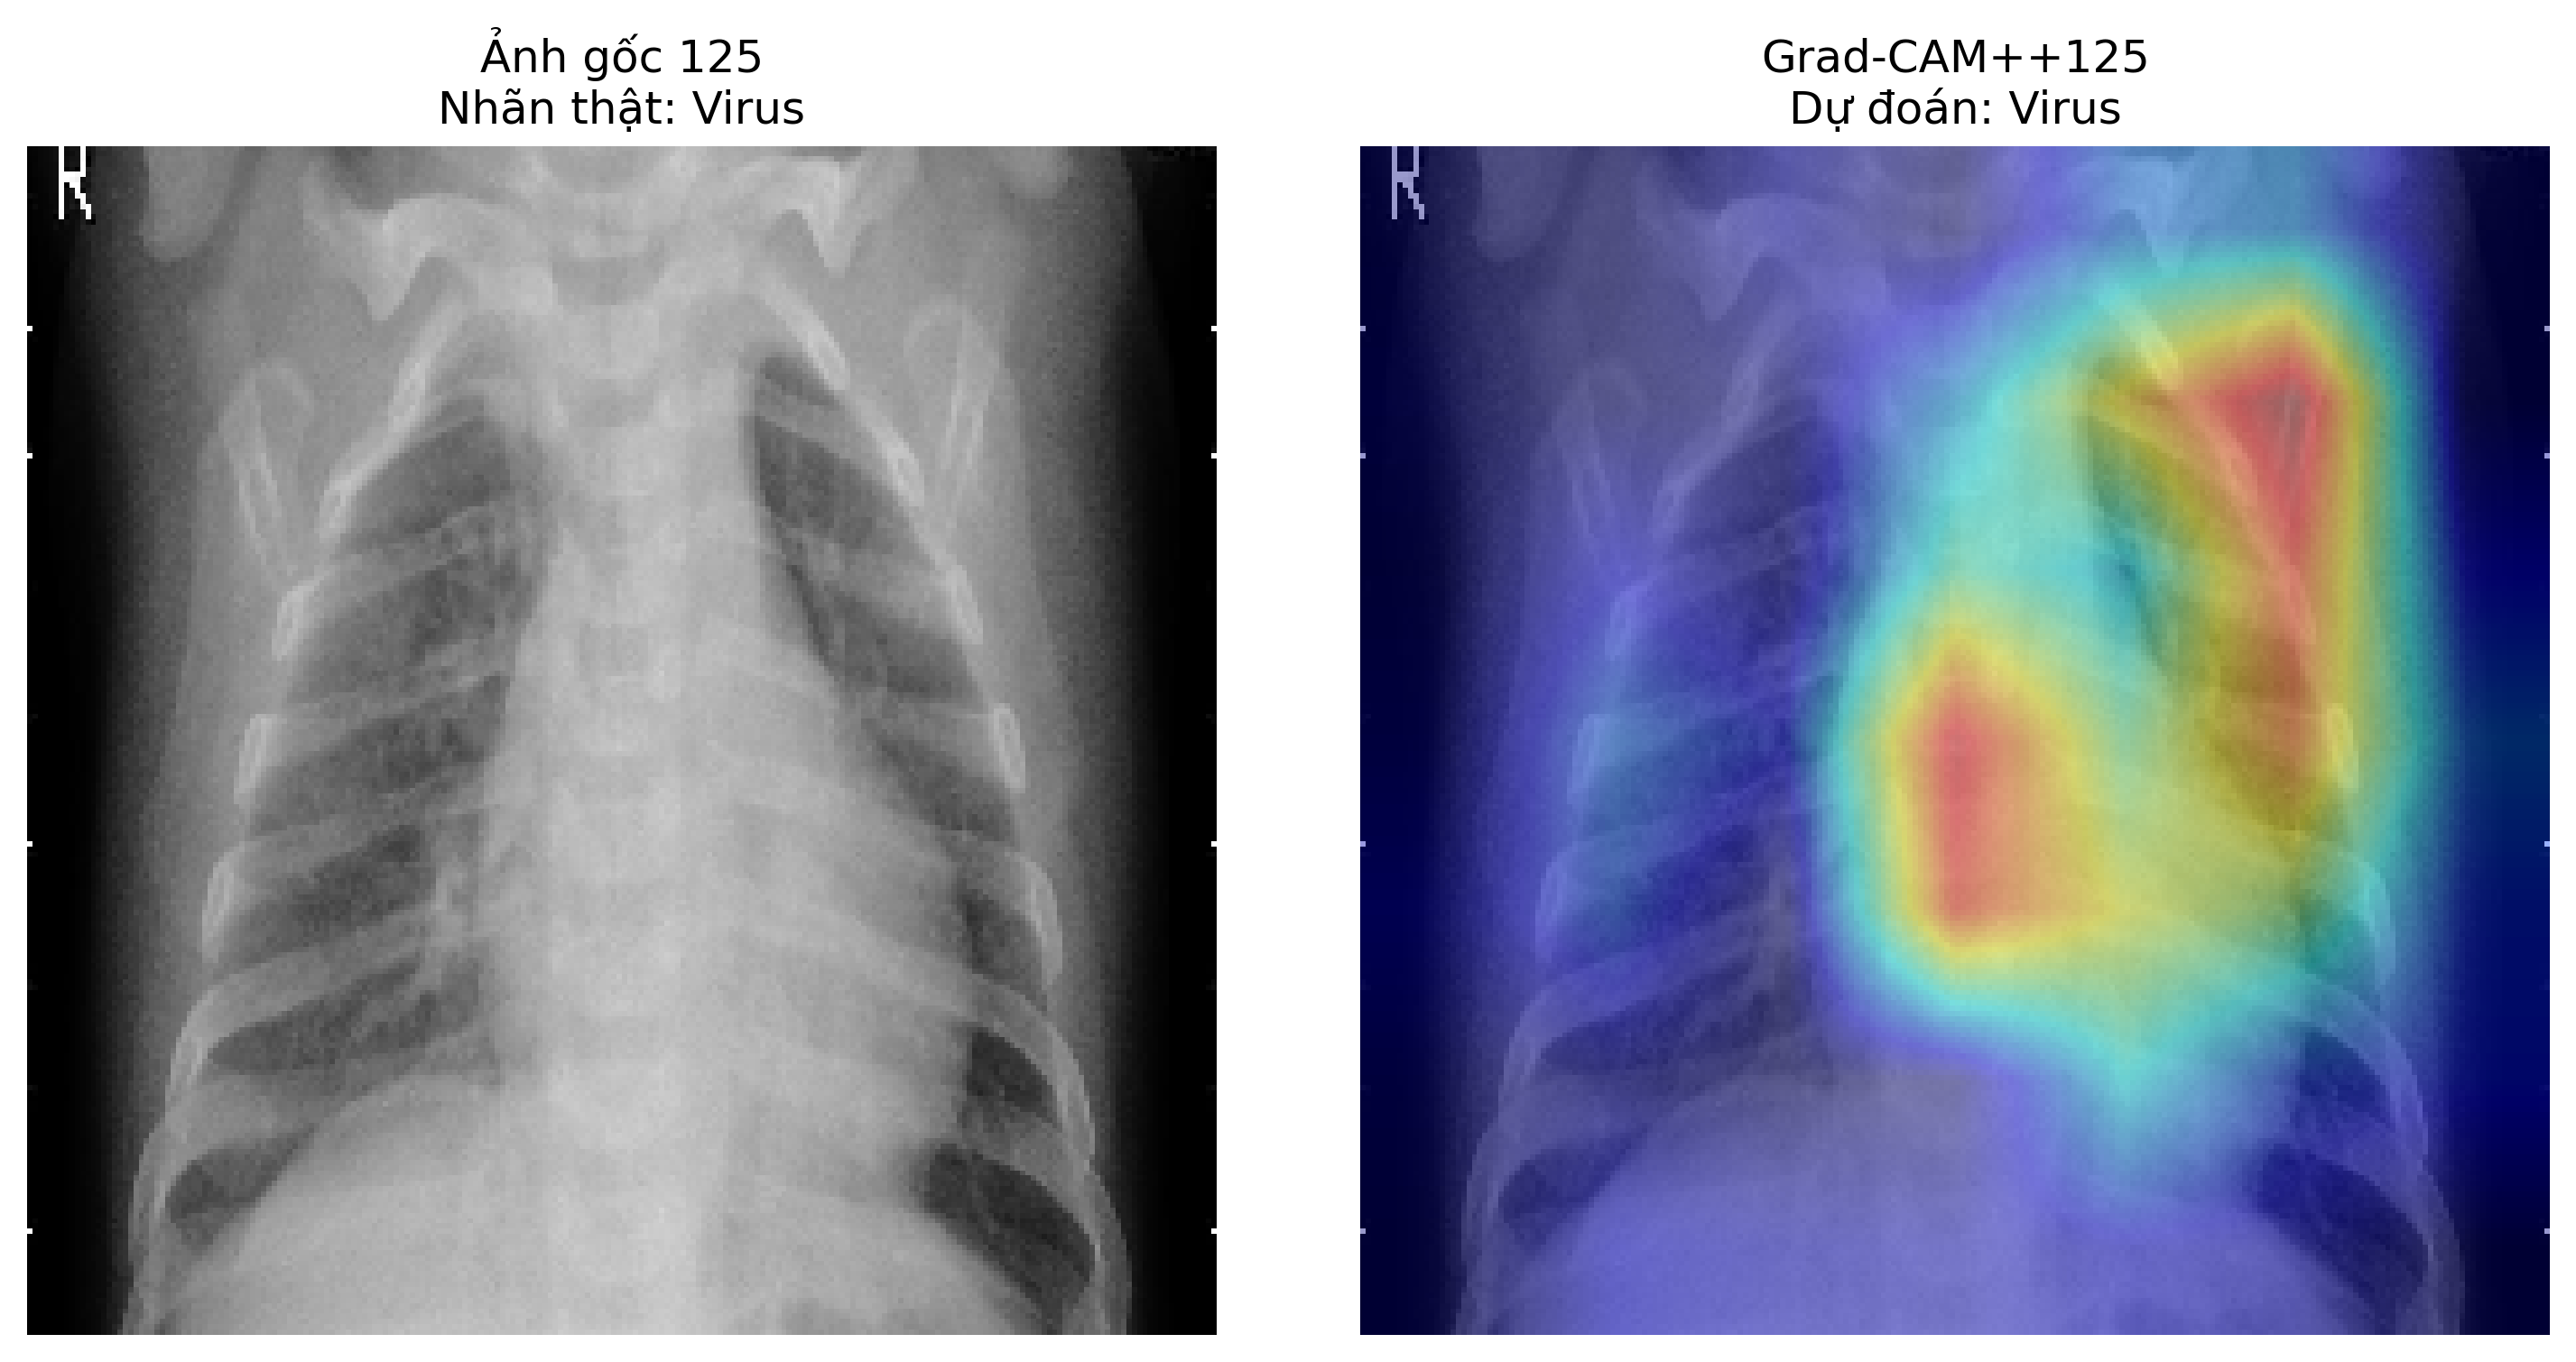 Ảnh gốc 125
Nhãn thật: Virus
Grad-CAM++125
Dự đoán: Virus
R
R